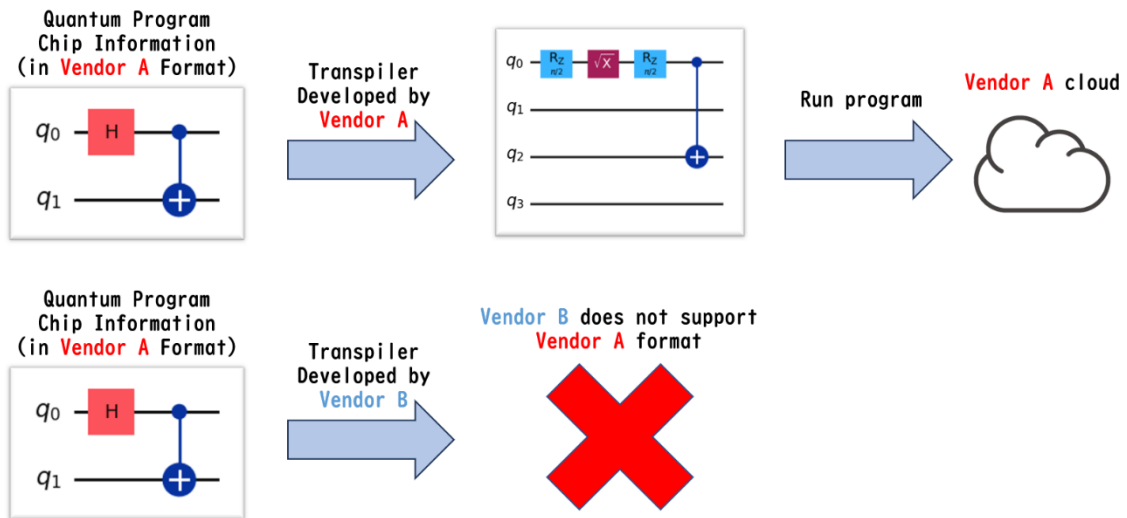 Quantum Program
Chip Information
(in Vendor A Format)
q0
H
q1
Transpiler
Developed by
Vendor A
q0
RZ
π/2
√X
RZ
π/2
q1
q2
q3
Run program
Vendor A cloud
Quantum Program
Chip Information
(in Vendor A Format)
q0
H
q1
Transpiler
Developed by
Vendor B
Vendor B does not support
Vendor A format